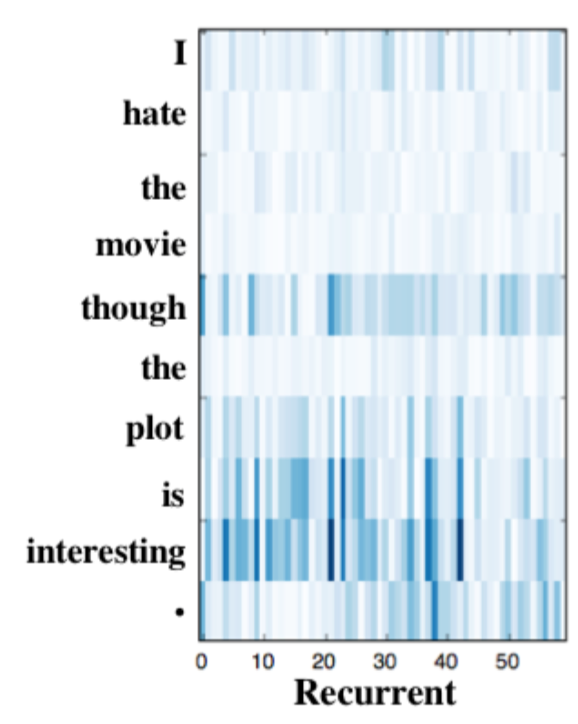 I
hate
the
movie
though
the
plot
is
interesting
.
0 10 20 30 40 50
Recurrent